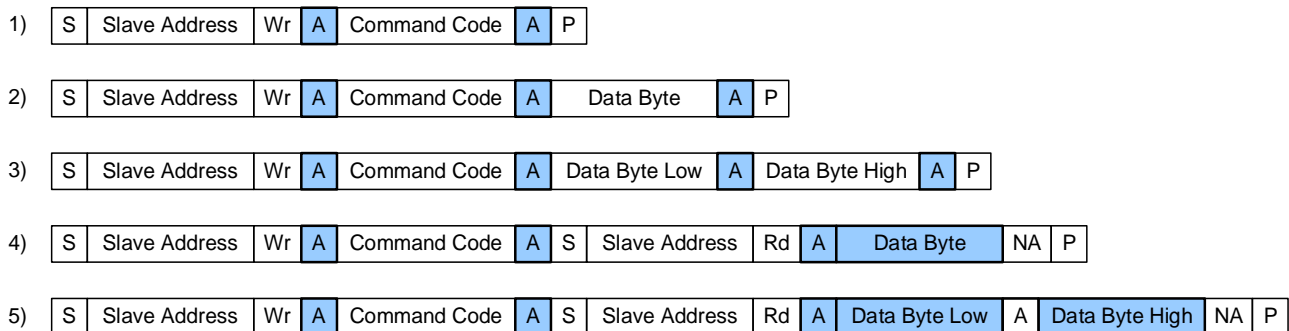 1) S Slave Address Wr A Command Code A P
2) S Slave Address Wr A Command Code A Data Byte A P
3) S Slave Address Wr A Command Code A Data Byte Low A Data Byte High A P
4) S Slave Address Wr A Command Code A S Slave Address Rd A Data Byte NA P
5) S Slave Address Wr A Command Code A S Slave Address Rd A Data Byte Low A Data Byte High NA P